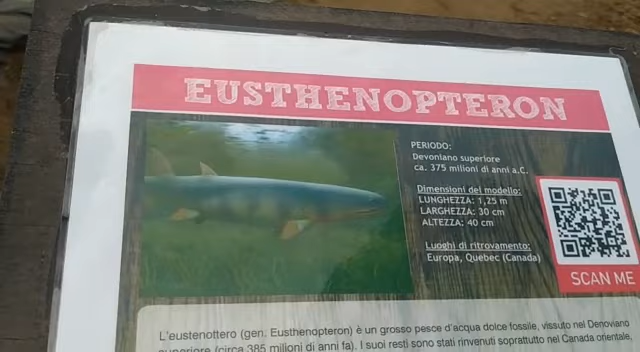 EUSTHENOPTERON
PERIODO:
Devoniano superiore
ca. 375 milioni di anni a.C.
Dimensioni del modello:
LUNGHEZZA: 1,25 m
LARGHEZZA: 30 cm
ALTEZZA: 40 cm
Luoghi di ritrovamento:
Europa, Quebec (Canada)
SCAN ME
L'eustenottero (gen. Eusthenopteron) è un grosso pesce d'acqua dolce fossile, vissuto nel Denoviano
superiore (circa 385 milioni di anni fa). I suoi resti sono stati rinvenuti soprattutto nel Canada orientale,